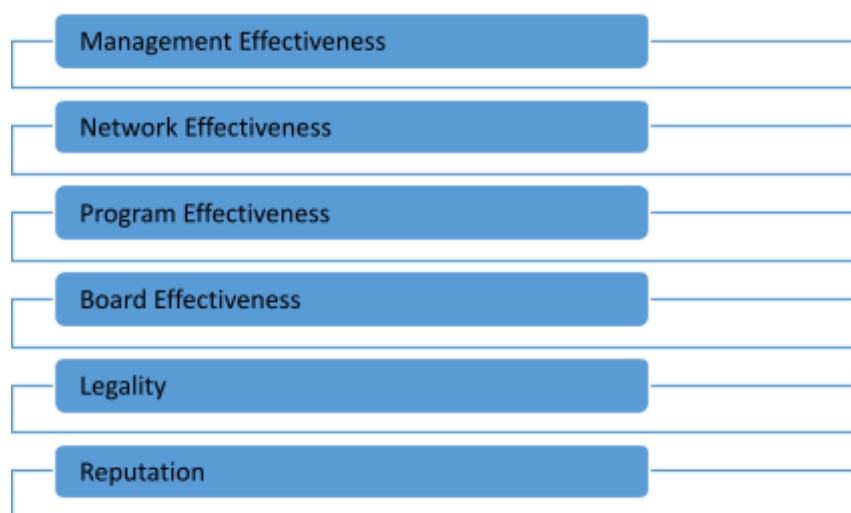 Management Effectiveness
Network Effectiveness
Program Effectiveness
Board Effectiveness
Legality
Reputation